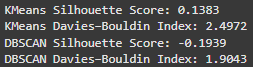 KMeans Silhouette Score: 0.1383
KMeans Davies-Bouldin Index: 2.4972
DBSCAN Silhouette Score: -0.1939
DBSCAN Davies-Bouldin Index: 1.9043